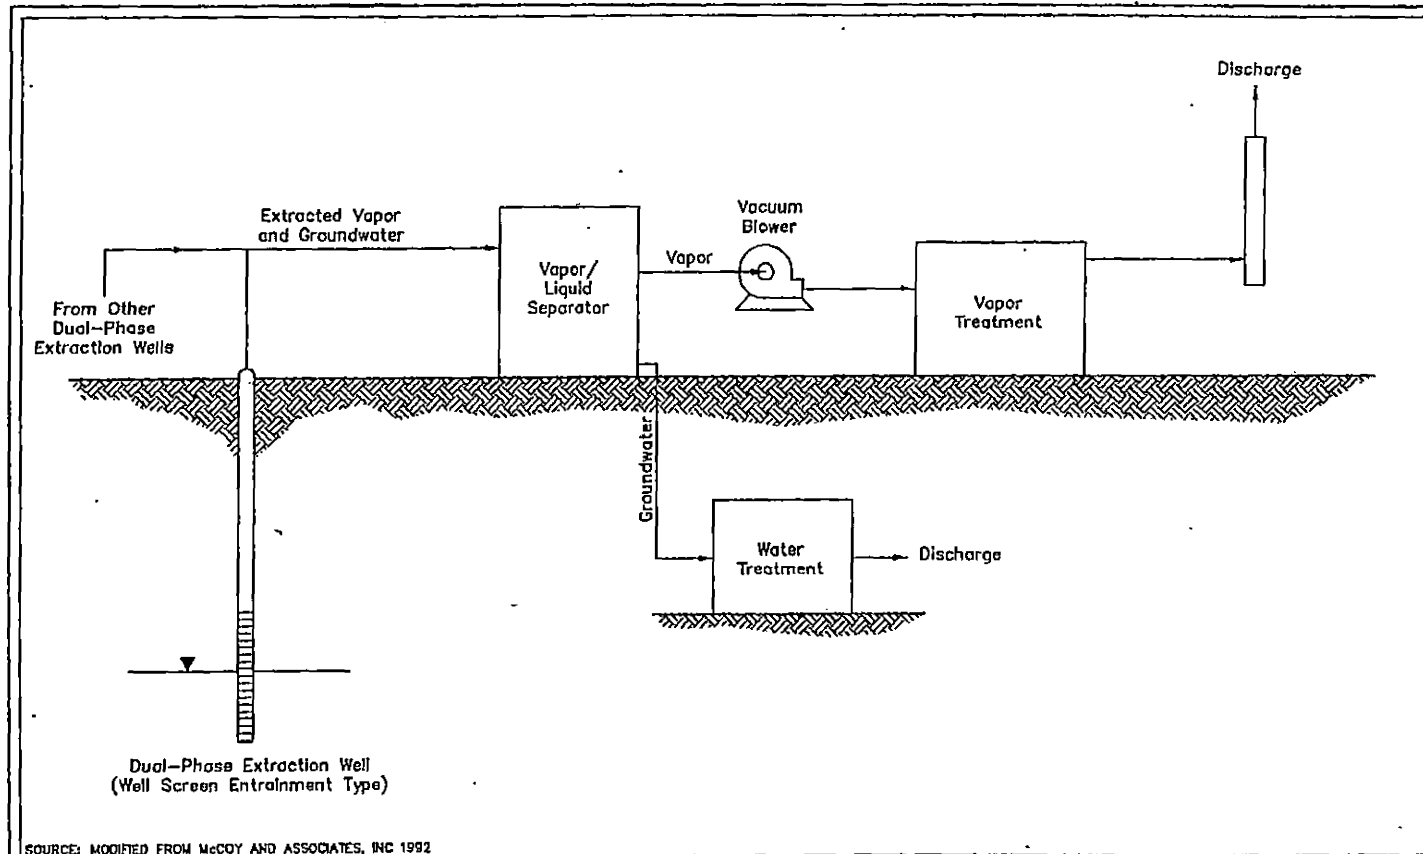 Discharge
Extracted Vapor
and Groundwater
Vacuum
Blower
Vapor
Vapor/
Liquid
Separator
Vapor
Treatment
From Other
Dual-Phase
Extraction Wells
Groundwater
Water
Treatment
Discharge
Dual-Phase Extraction Well
(Well Screen Entrainment Type)
SOURCE: MODIFIED FROM McCOY AND ASSOCIATES, INC 1992